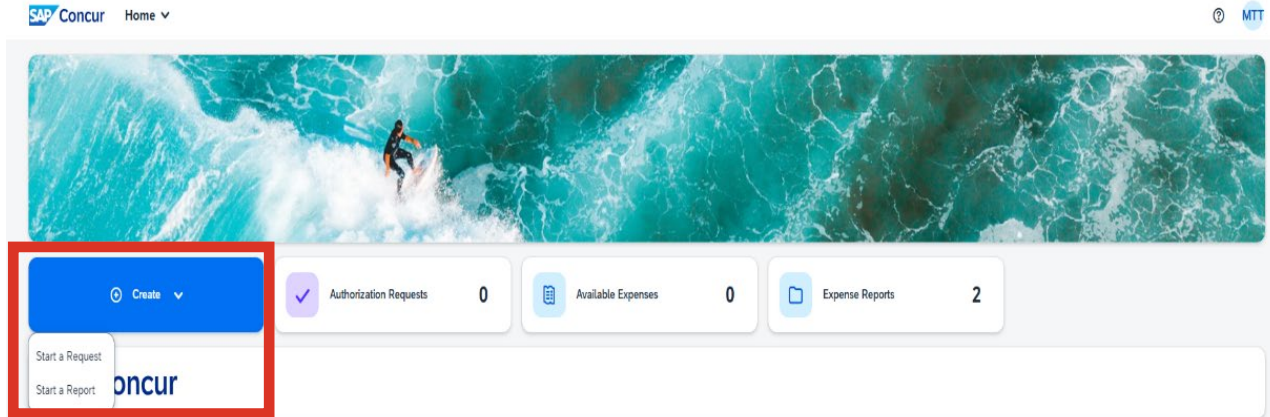 SAP Concur Home MTT
Create Authorization Requests 0 Available Expenses 0 Expense Reports 2
Start a Request
Start a Report oncur